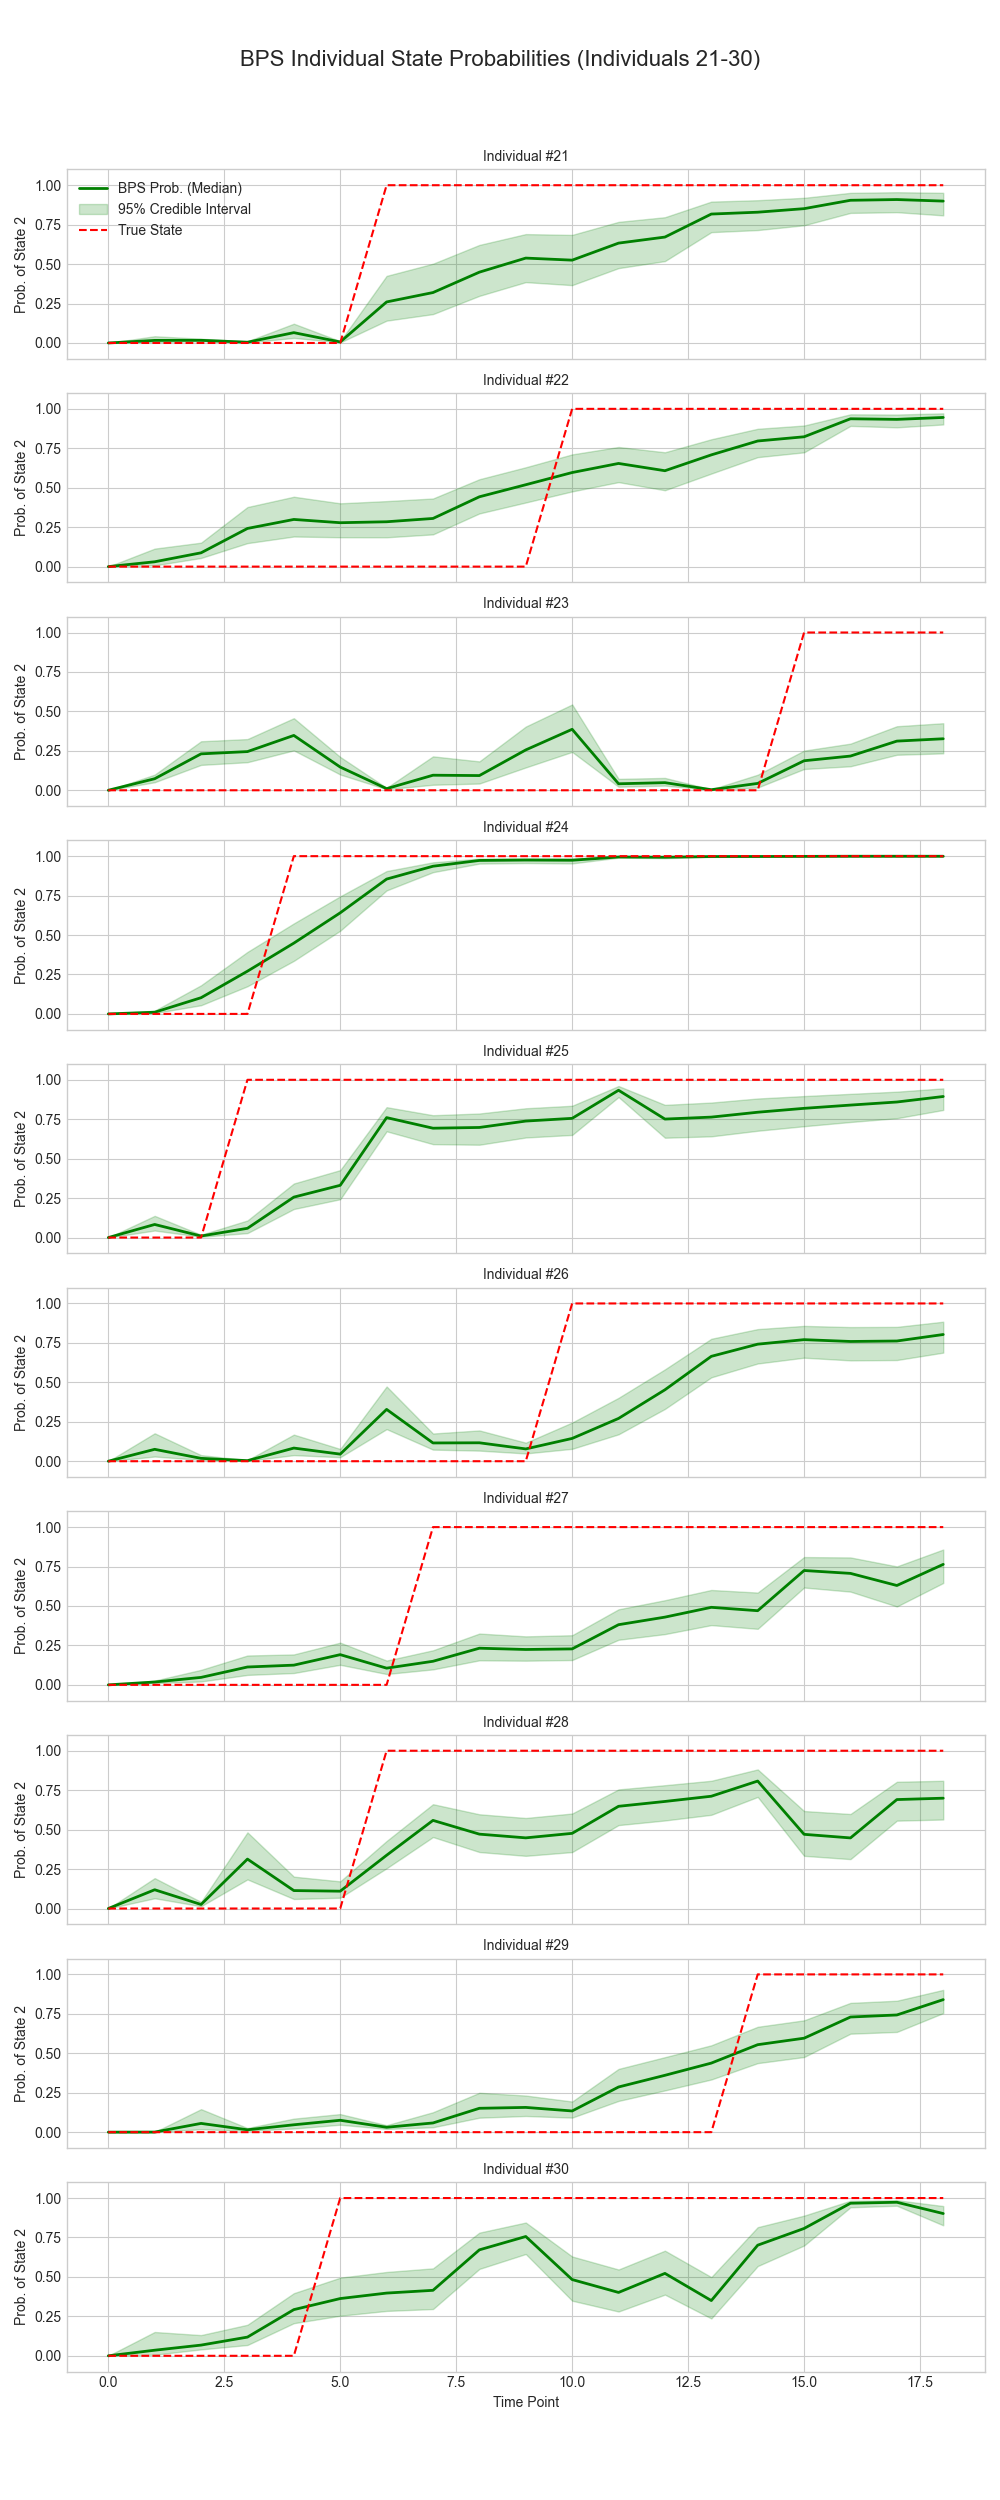 BPS Individual State Probabilities (Individuals 21-30)
Individual #21
1.00
0.75
0.50
0.25
0.00
Prob. of State 2
BPS Prob. (Median)
95% Credible Interval
True State
Individual #22
1.00
0.75
0.50
0.25
0.00
Prob. of State 2
Individual #23
1.00
0.75
0.50
0.25
0.00
Prob. of State 2
Individual #24
1.00
0.75
0.50
0.25
0.00
Prob. of State 2
Individual #25
1.00
0.75
0.50
0.25
0.00
Prob. of State 2
Individual #26
1.00
0.75
0.50
0.25
0.00
Prob. of State 2
Individual #27
1.00
0.75
0.50
0.25
0.00
Prob. of State 2
Individual #28
1.00
0.75
0.50
0.25
0.00
Prob. of State 2
Individual #29
1.00
0.75
0.50
0.25
0.00
Prob. of State 2
Individual #30
1.00
0.75
0.50
0.25
0.00
Prob. of State 2
0.0 2.5 5.0 7.5 10.0 12.5 15.0 17.5
Time Point